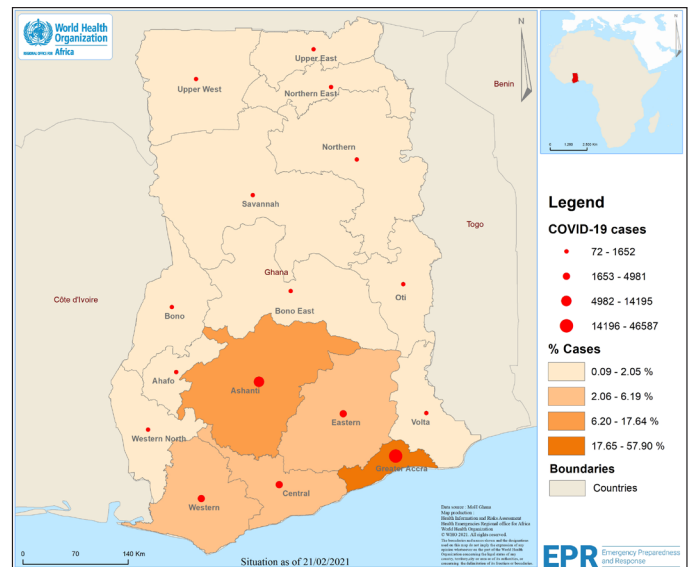 World Health
Organization
REGIONAL OFFICE FOR Africa
N
Upper East
Upper West
Northern East
Benin
Northern
Savannah
Togo
Ghana
Côte d'Ivoire
Oti
Bono East
Bono
Ahafo
Ashanti
Eastern
Volta
Western North
Greater Accra
Central
Western
0 70 140 Km
Situation as of 21/02/2021
Data source : MoH Ghana
Map production :
Health Information and Risks Assessment
Health Emergencies Regional office for Africa
World Health Organization
© WHO 2021. All rights reserved.
Legend
COVID-19 cases
72 - 1652
1653 - 4981
4982 - 14195
14196 - 46587
% Cases
0.09 - 2.05 %
2.06 - 6.19 %
6.20 - 17.64 %
17.65 - 57.90 %
Boundaries
Countries
EPR
Emergency Preparedness
and Response